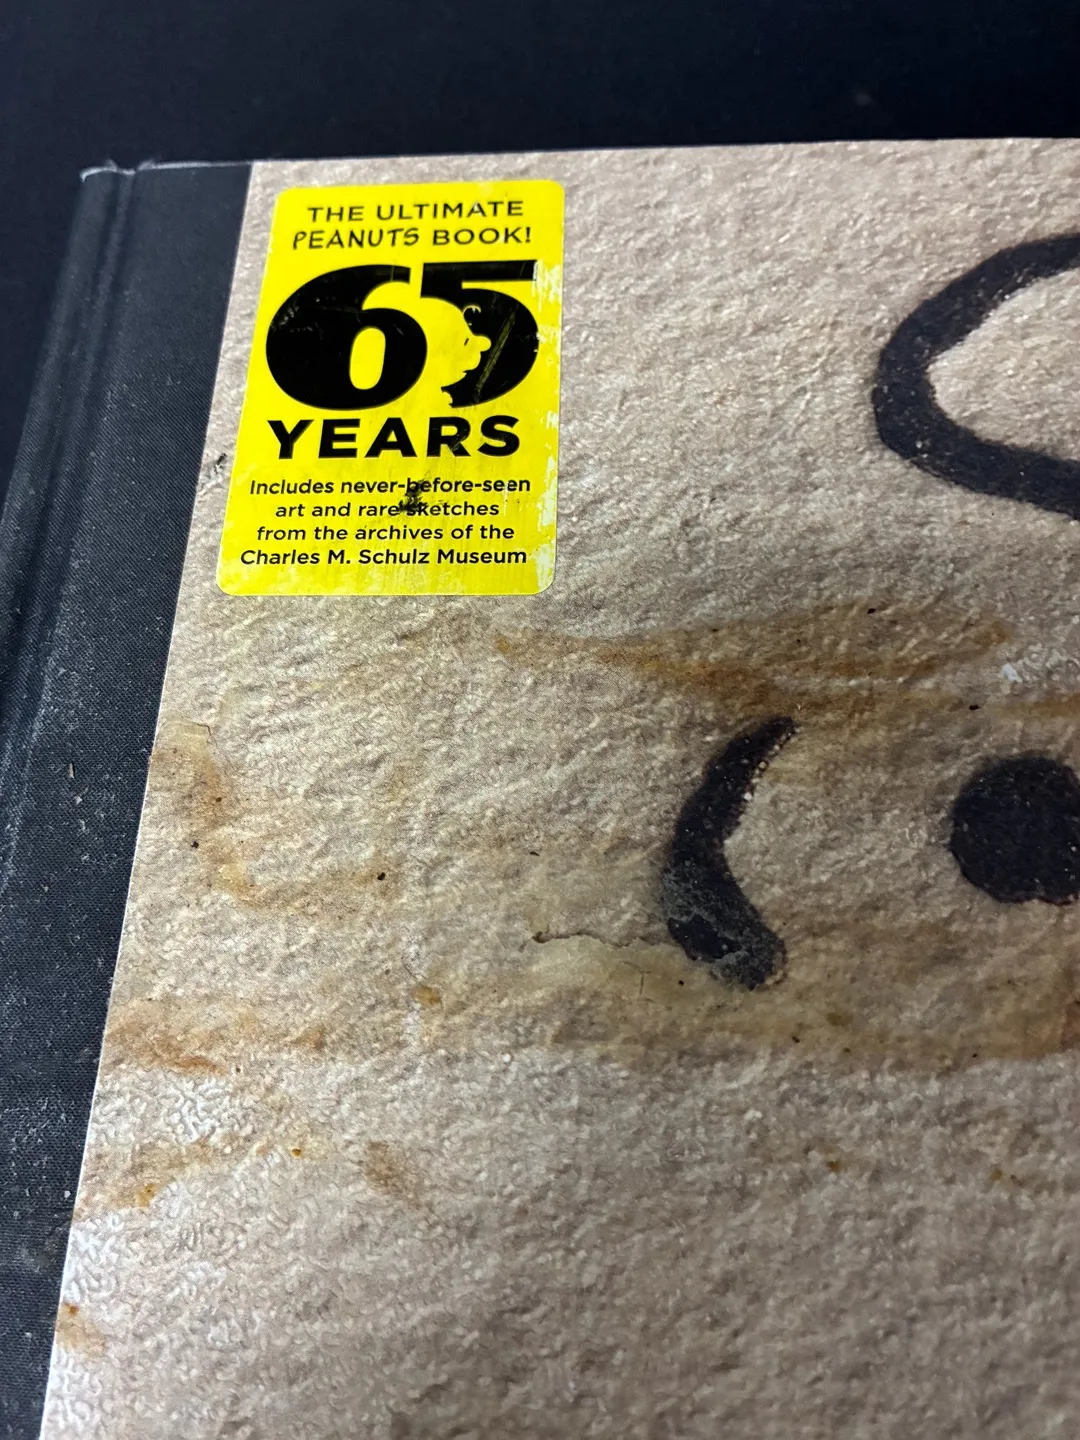 THE ULTIMATE
PEANUTS BOOK!
65
YEARS
Includes never-before-seen
art and rare sketches
from the archives of the
Charles M. Schulz Museum